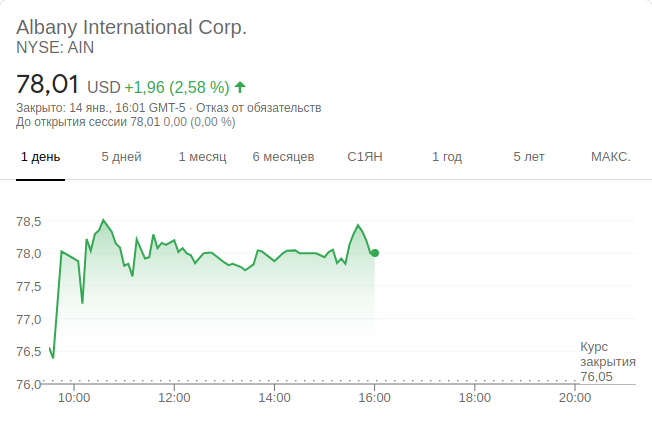 Albany International Corp.
NYSE: AIN
78,01 USD +1,96 (2,58 %)
Закрыто: 14 янв., 16:01 GMT-5 · Отказ от обязательств
До открытия сессии 78,01 0,00 (0,00 %)
1 день 5 дней 1 месяц 6 месяцев С1ЯН 1 год 5 лет МАКС.
78,5
78,0
77,5
77,0
76,5
76,0
Курс
закрытия
76,05
10:00 12:00 14:00 16:00 18:00 20:00